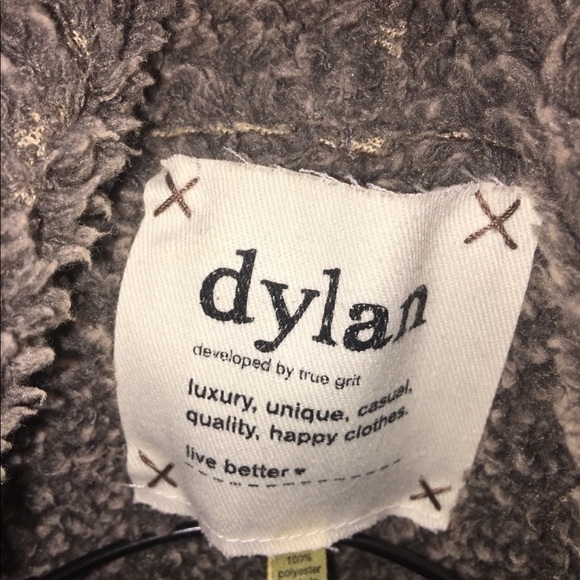 dylan
developed by true grit
luxury, unique, casual,
quality, happy clothes.
live better ❤
100%
polyester